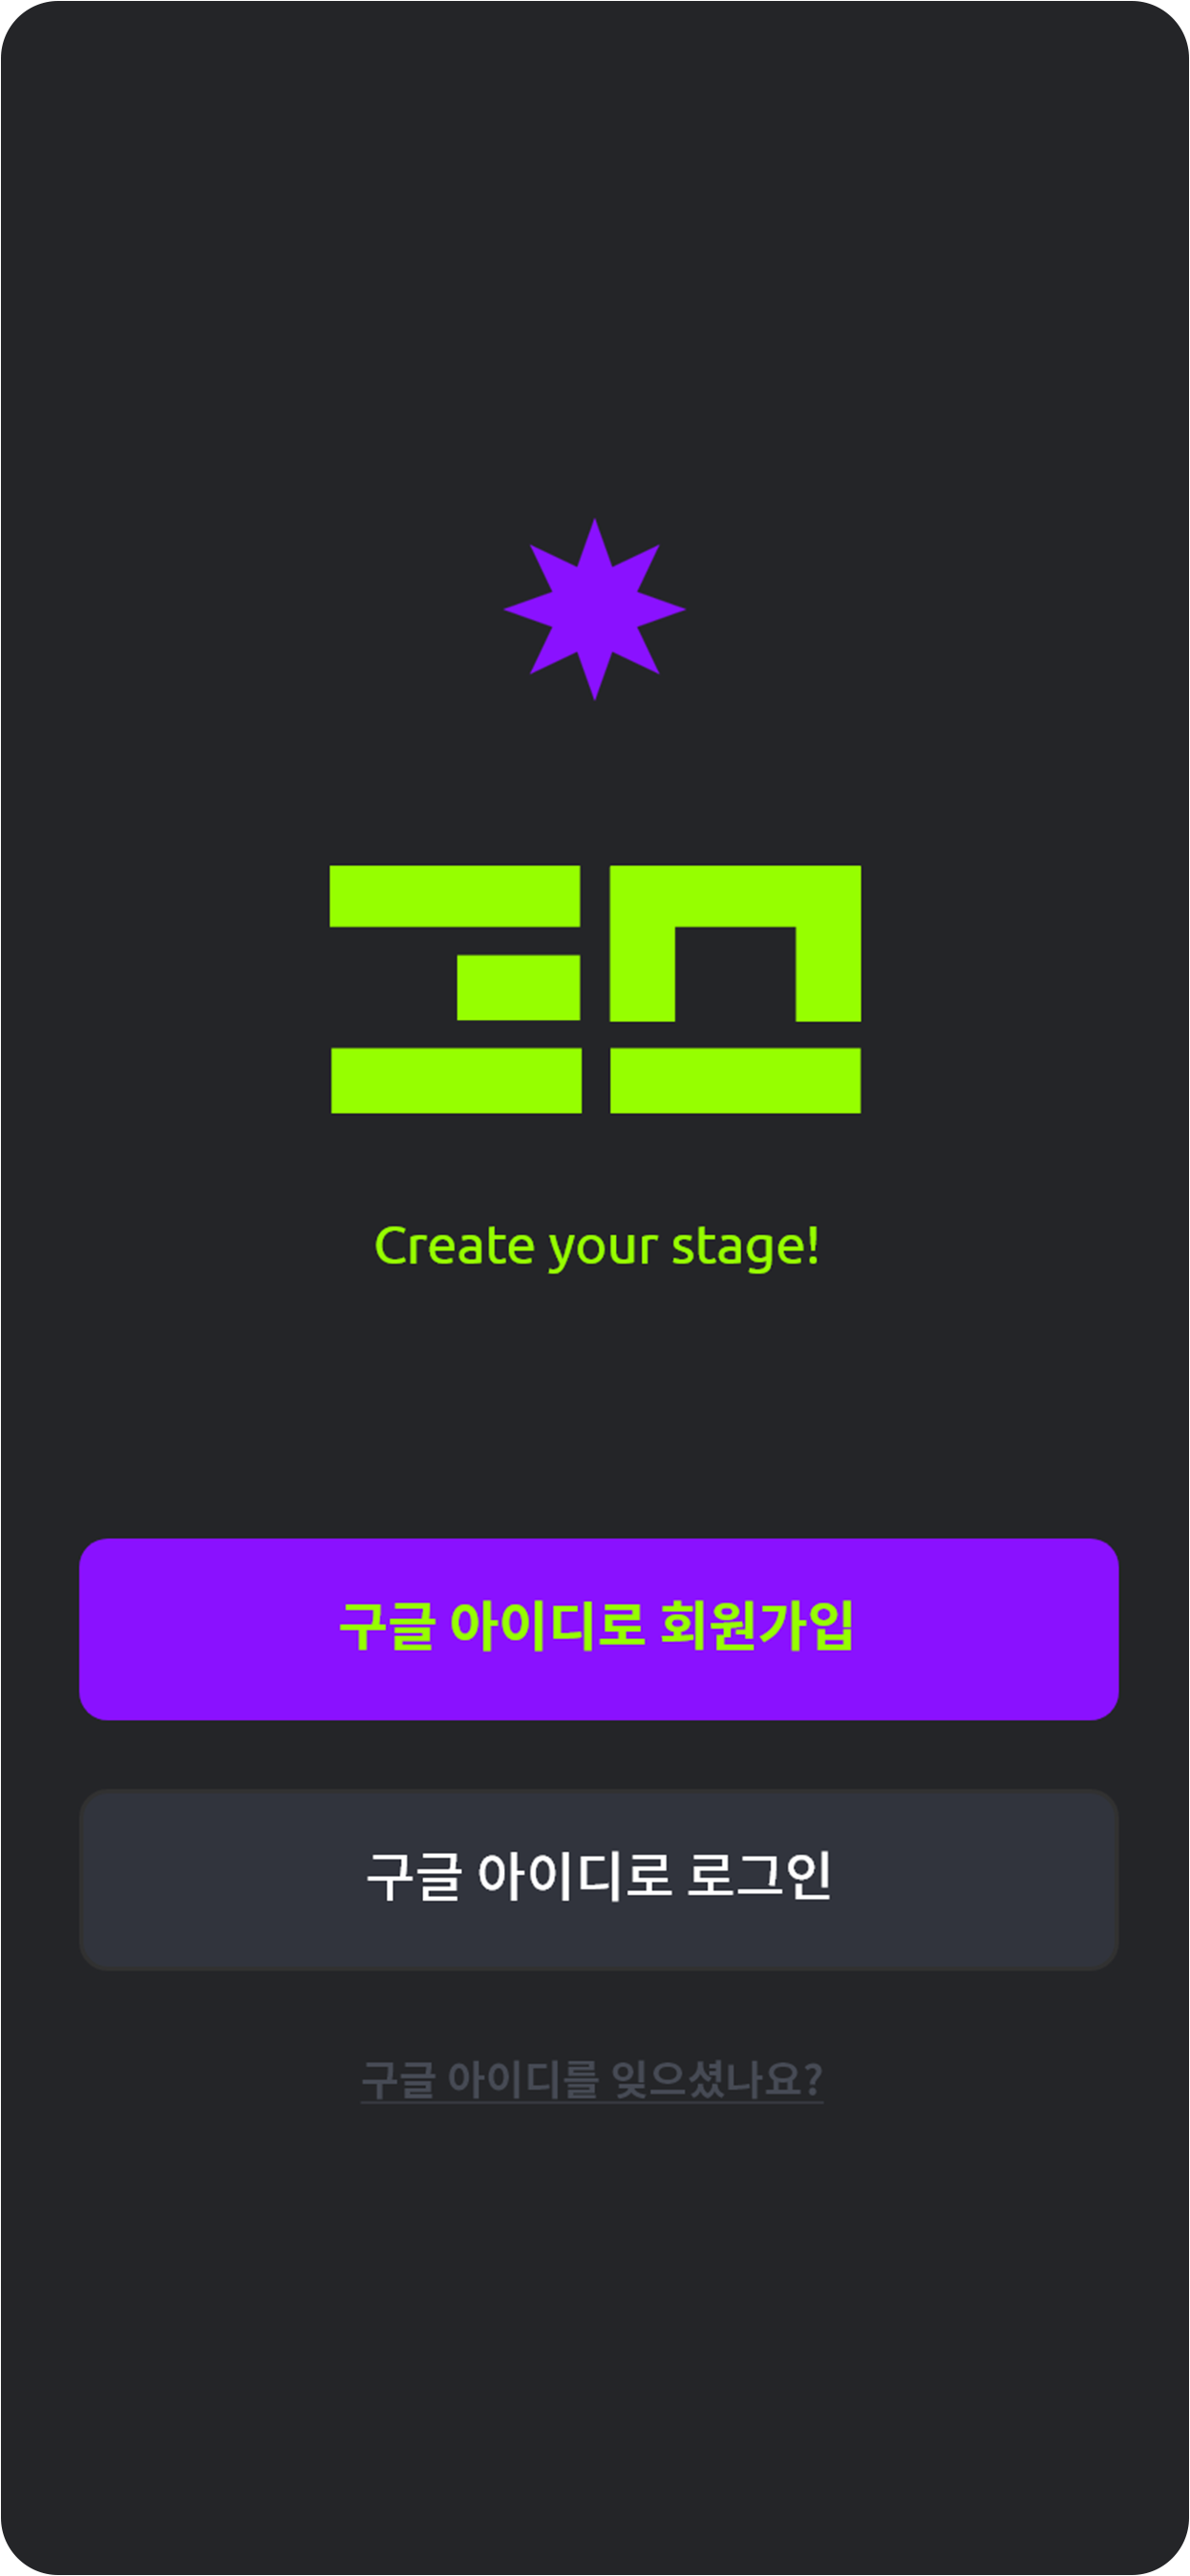 30
Create your stage!
구글 아이디로 회원가입
구글 아이디로 로그인
구글 아이디를 잊으셨나요?